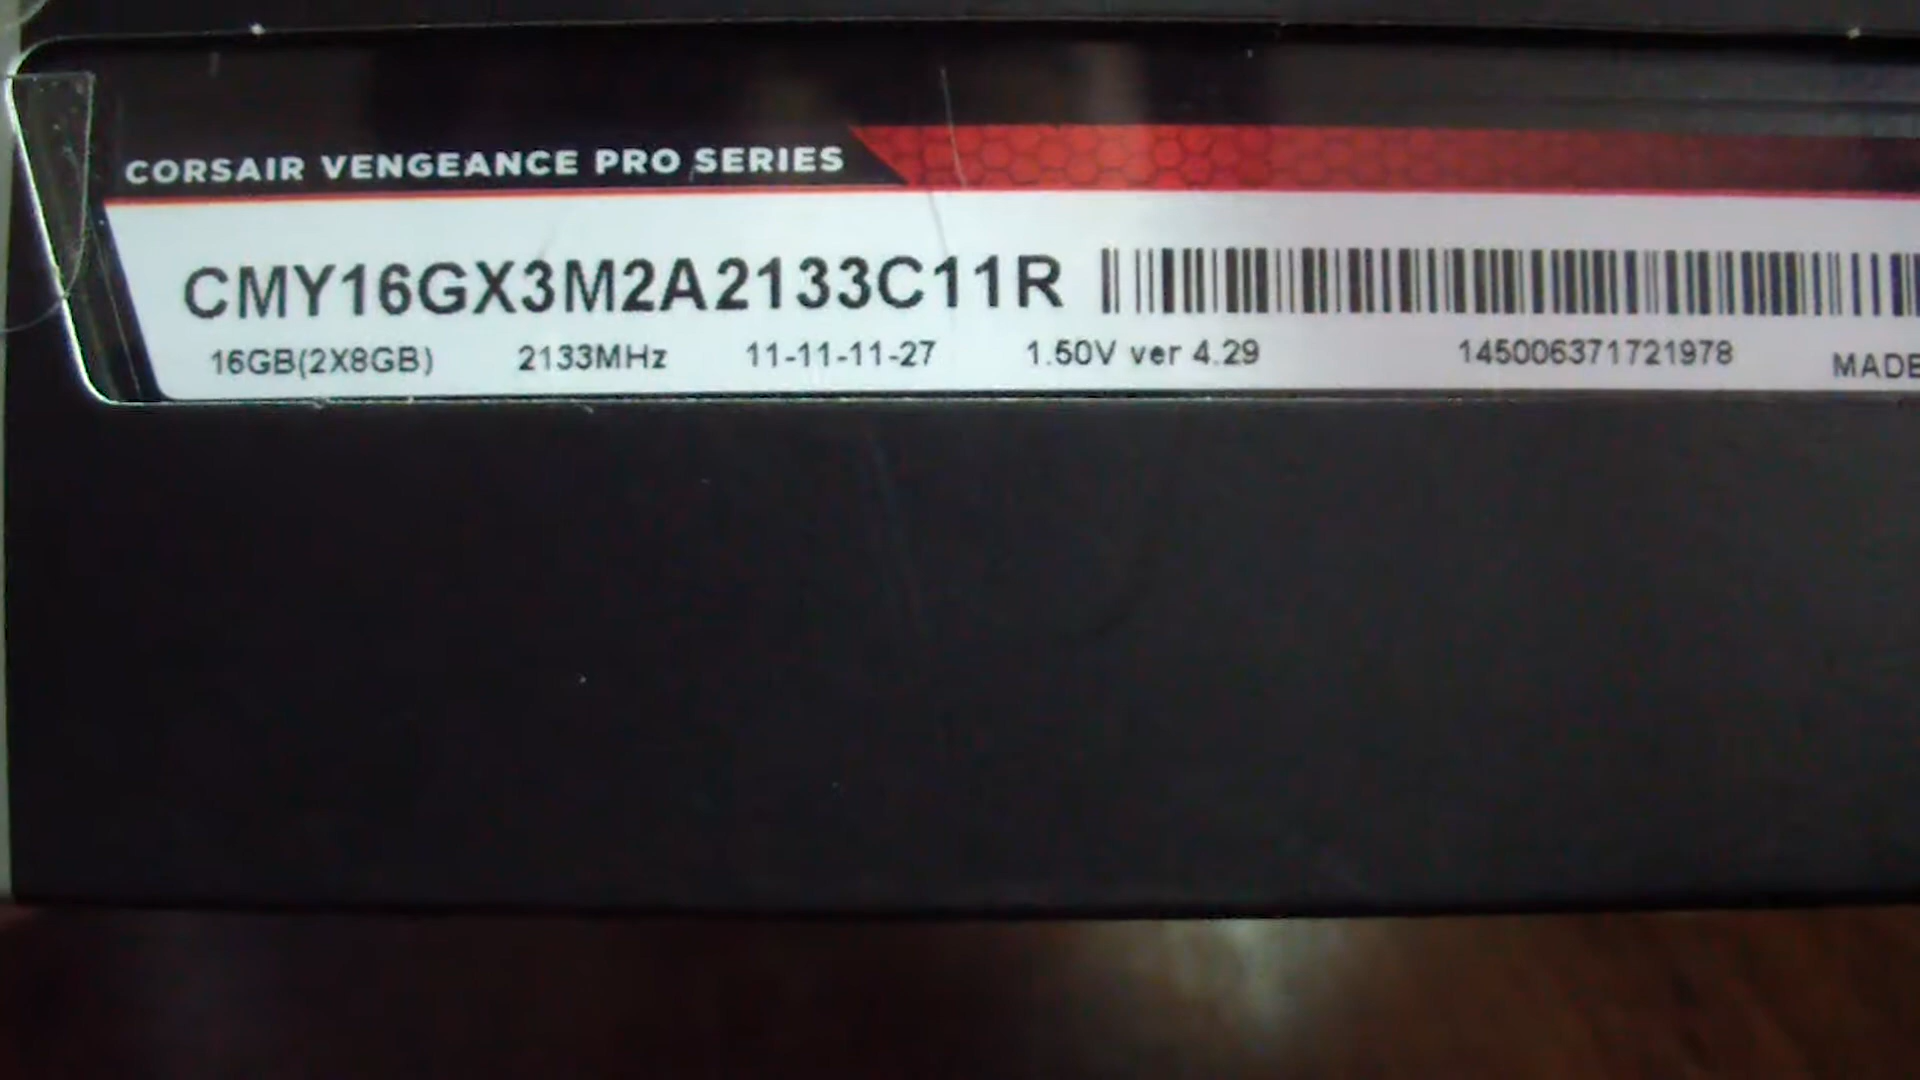 CORSAIR VENGEANCE PRO SERIES
CMY16GX3M2A2133C11R
16GB(2X8GB) 2133MHz 11-11-11-27 1.50V ver 4.29 145006371721978 MADE